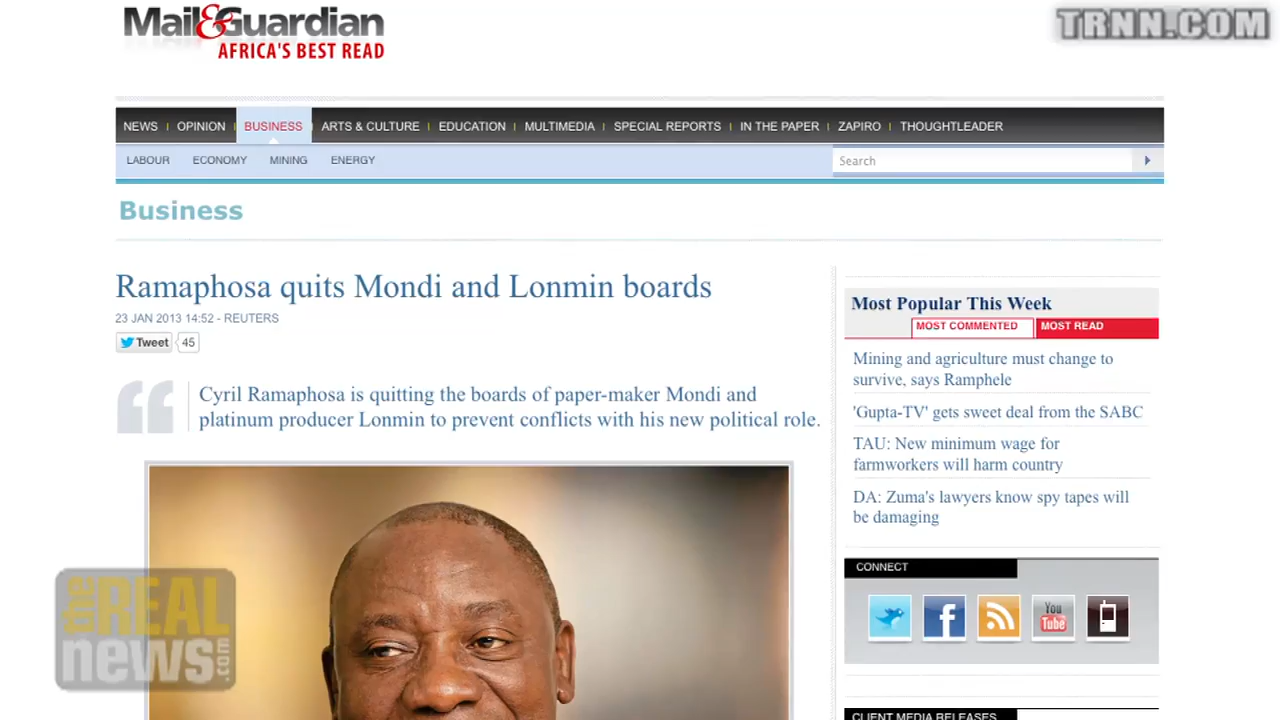 Mail&Guardian
AFRICA'S BEST READ
TRNN.COM
NEWS
OPINION
BUSINESS
ARTS & CULTURE
EDUCATION
MULTIMEDIA
SPECIAL REPORTS
IN THE PAPER
ZAPIRO
THOUGHTLEADER
LABOUR
ECONOMY
MINING
ENERGY
Search
Business
Ramaphosa quits Mondi and Lonmin boards
23 JAN 2013 14:52 - REUTERS
Tweet
45
Cyril Ramaphosa is quitting the boards of paper-maker Mondi and
platinum producer Lonmin to prevent conflicts with his new political role.
Most Popular This Week
MOST COMMENTED
MOST READ
Mining and agriculture must change to
survive, says Ramphele
'Gupta-TV' gets sweet deal from the SABC
TAU: New minimum wage for
farmworkers will harm country
DA: Zuma's lawyers know spy tapes will
be damaging
CONNECT
You
Tube
CLIENT MEDIA RELEASES
the
REAL
news.com